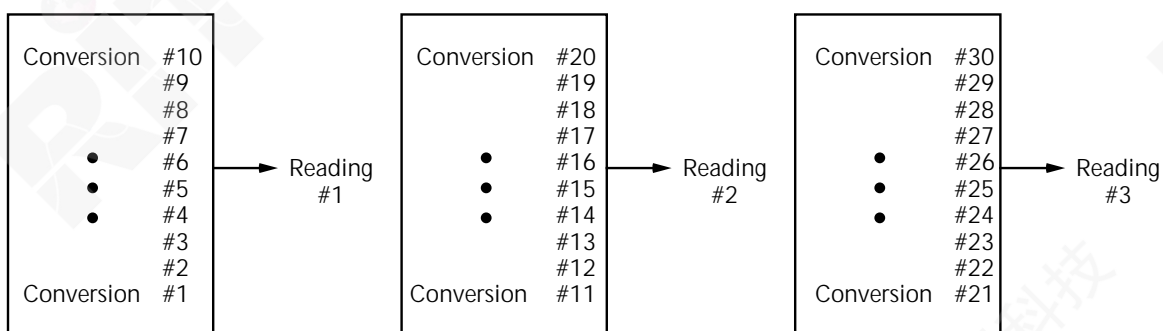 Conversion #10
#9
#8
#7
#6
#5
#4
#3
#2
Conversion #1
Reading
#1
Conversion #20
#19
#18
#17
#16
#15
#14
#13
#12
Conversion #11
Reading
#2
Conversion #30
#29
#28
#27
#26
#25
#24
#23
#22
Conversion #21
Reading
#3
科技